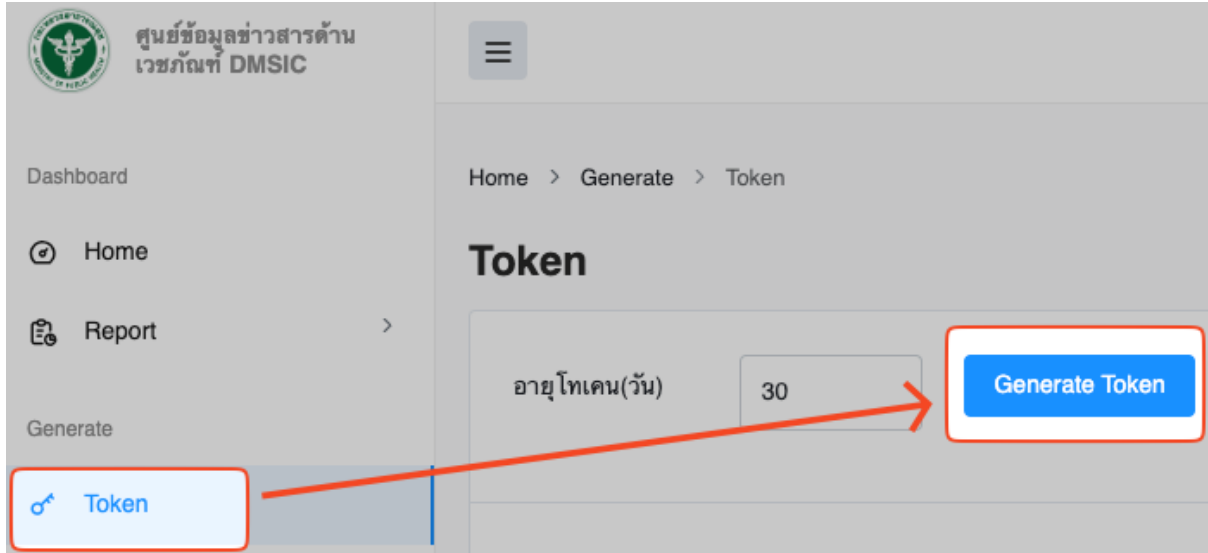 ศูนย์ข้อมูลข่าวสารด้าน
เวชภัณฑ์ DMSIC
Dashboard
Home
Report
Generate
Token
Home > Generate > Token
Token
อายุโทเคน(วัน)
30
Generate Token